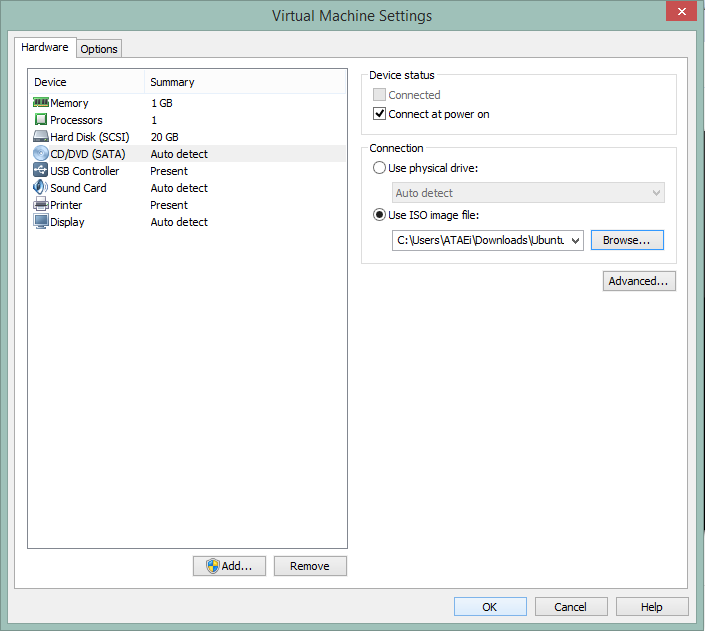 Virtual Machine Settings
Hardware Options
Device Summary
Memory 1 GB
Processors 1
Hard Disk (SCSI) 20 GB
CD/DVD (SATA) Auto detect
USB Controller Present
Sound Card Auto detect
Printer Present
Display Auto detect
Add... Remove
Device status
Connected
Connect at power on
Connection
Use physical drive:
Auto detect
Use ISO image file:
C:\Users\ATAEi\Downloads\Ubuntu Browse...
Advanced...
OK Cancel Help